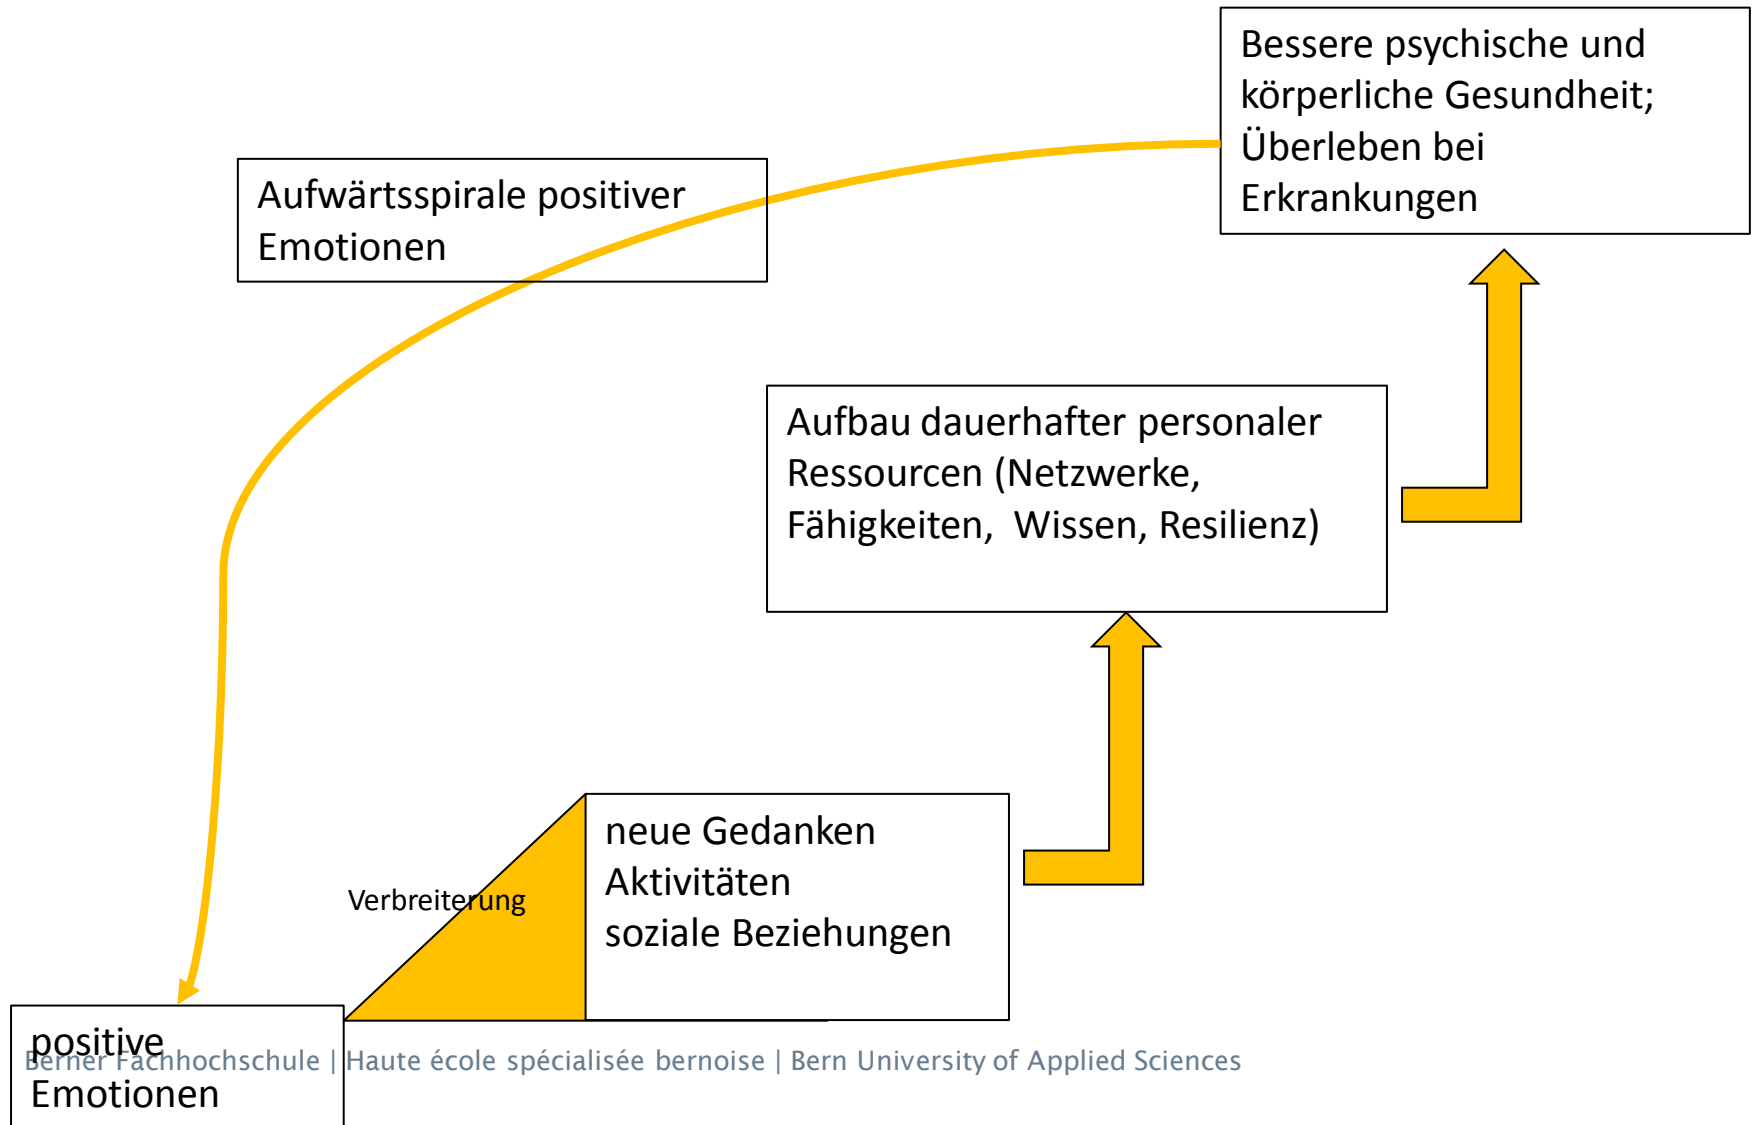 Bessere psychische und
körperliche Gesundheit;
Überleben bei
Erkrankungen
Aufwärtsspirale positiver
Emotionen
Aufbau dauerhafter personaler
Ressourcen (Netzwerke,
Fähigkeiten, Wissen, Resilienz)
neue Gedanken
Aktivitäten
soziale Beziehungen
Verbreiterung
positive
Emotionen
Berner Fachhochschule | Haute école spécialisée bernoise | Bern University of Applied Sciences